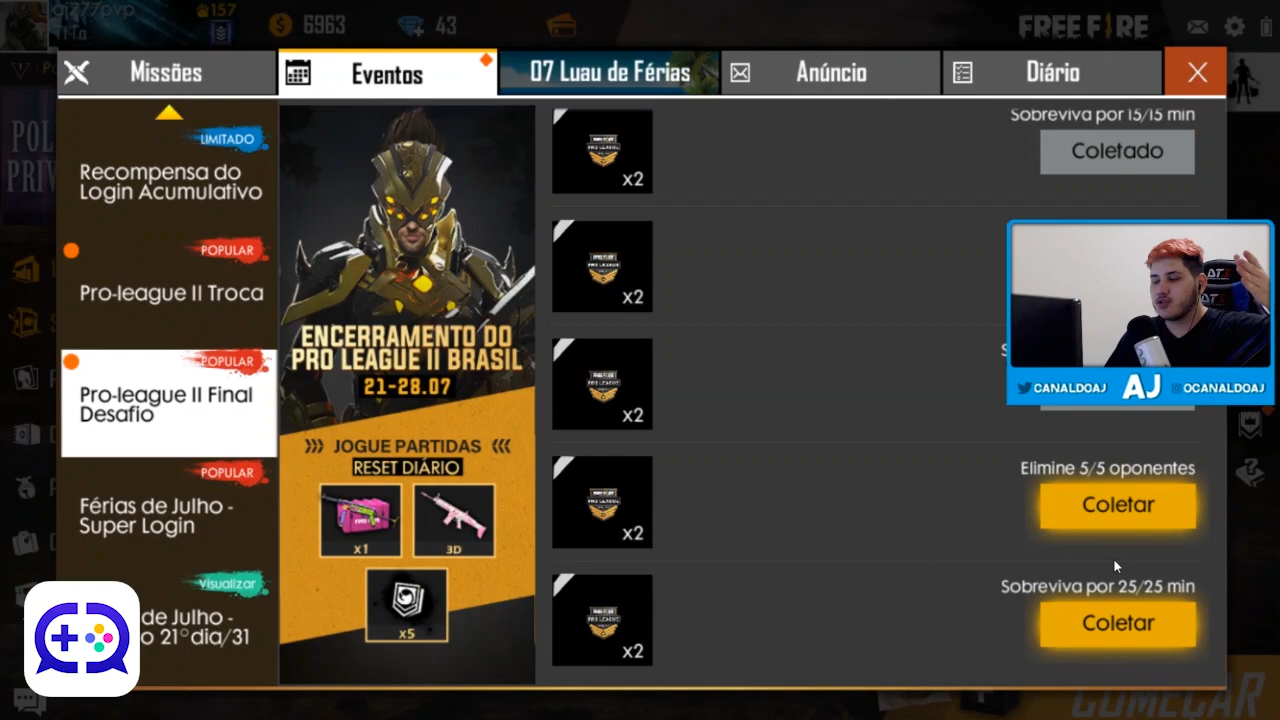 157
6963
43
FREE FIRE
Missões
Eventos
07 Luau de Férias
Anúncio
Diário
LIMITADO
Recompensa do
Login Acumulativo
POPULAR
Pro-league II Troca
POPULAR
Pro-league II Final
Desafio
POPULAR
Férias de Julho -
Super Login
Visualizar
de Julho -
21°dia/31
ENCERRAMENTO DO
PRO LEAGUE II BRASIL
21-28.07
JOGUE PARTIDAS
RESET DIÁRIO
x1
3D
x5
x2
Sobreviva por 15/15 min
Coletado
x2
x2
x2
Elimine 5/5 oponentes
Coletar
x2
Sobreviva por 25/25 min
Coletar
CANALDOAJ
AJ
OCANALDOAJ
COMEÇAR